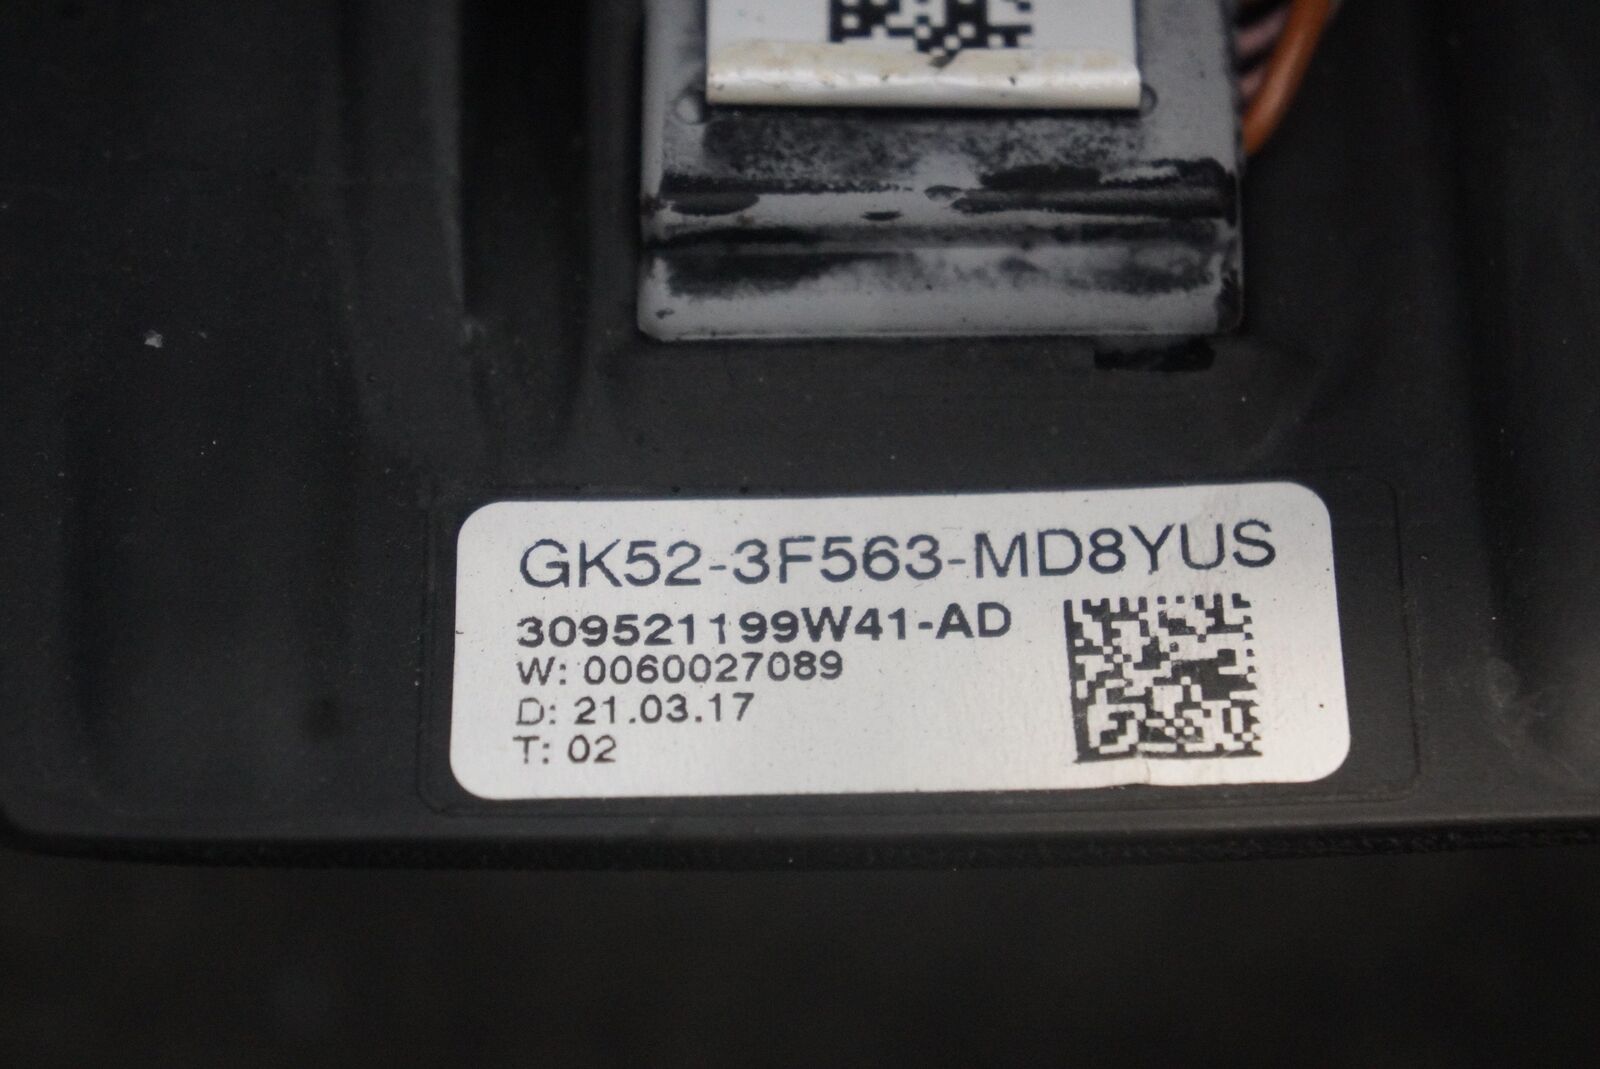 GK52-3F563-MD8YUS
309521199W41-AD
W: 0060027089
D: 21.03.17
T: 02